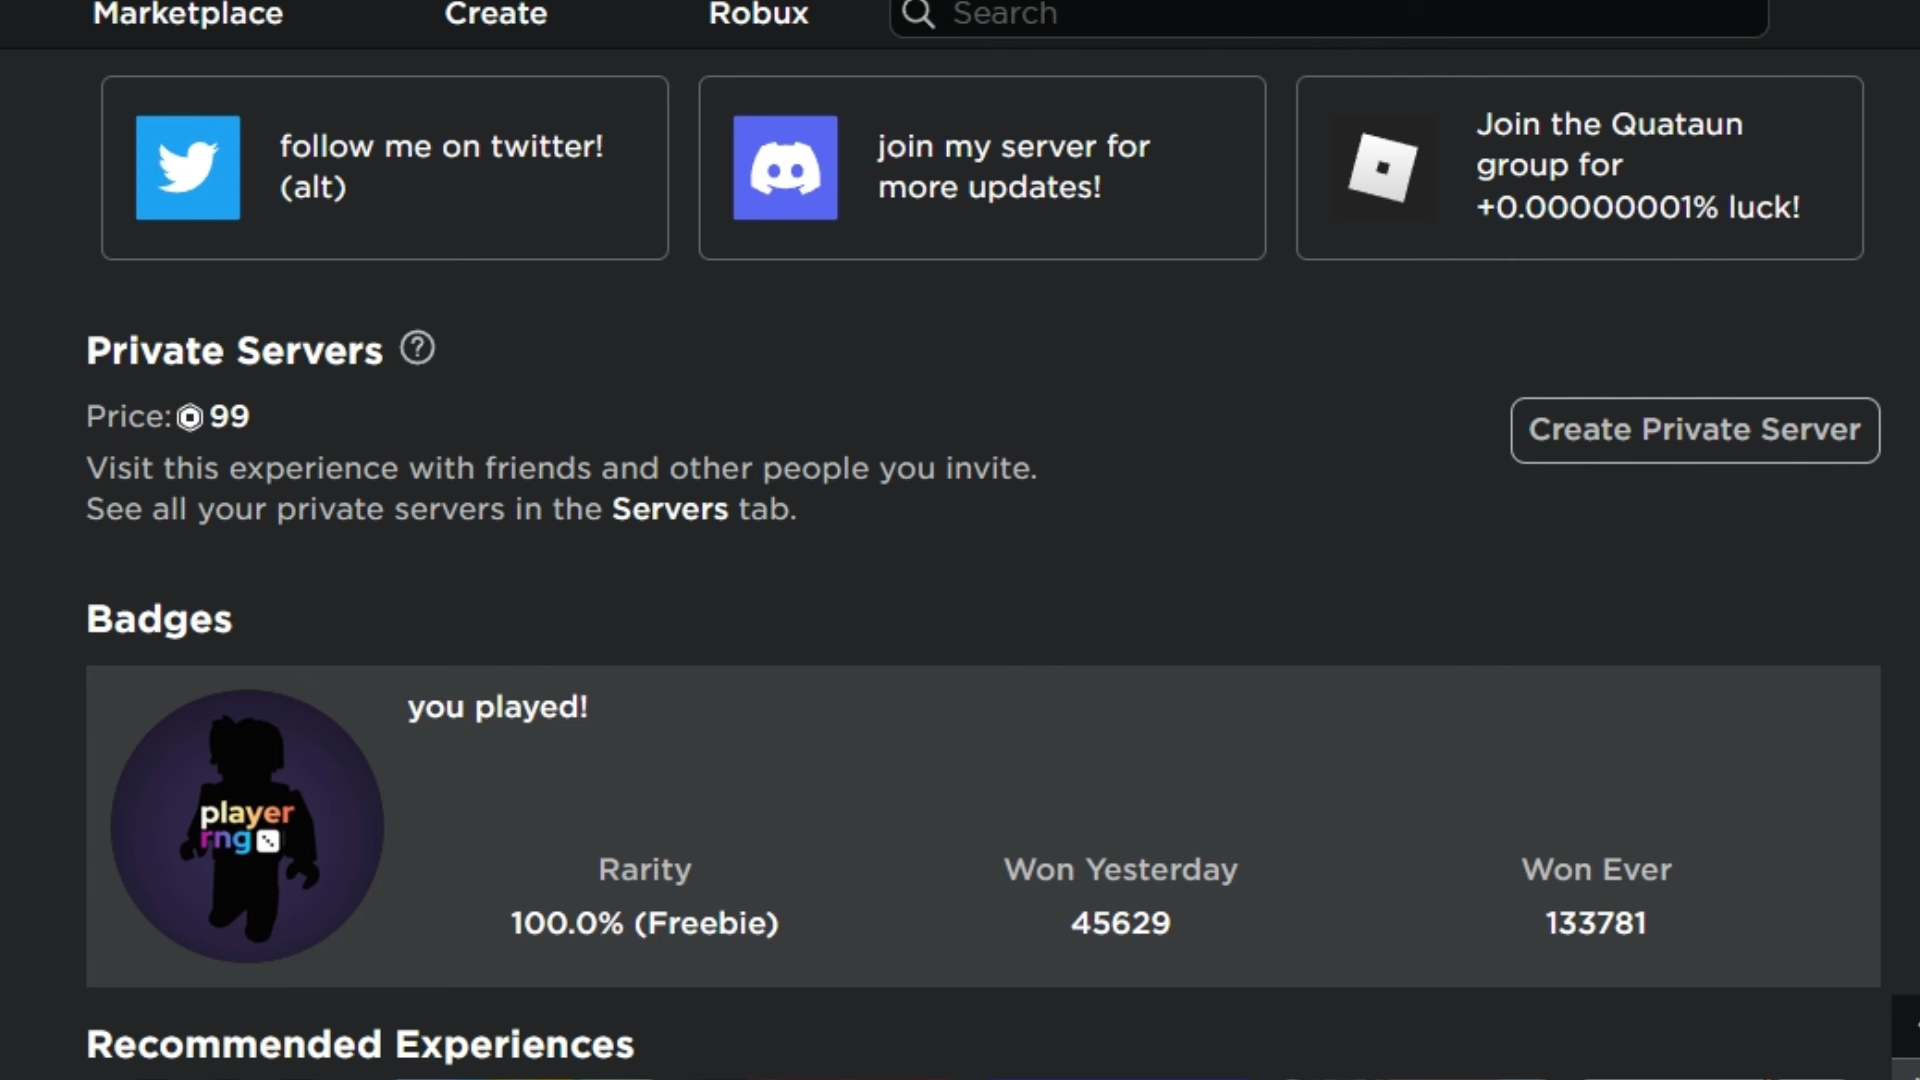 Marketplace Create Robux Search
follow me on twitter!
(alt)
join my server for
more updates!
Join the Quataun
group for
+0.00000001% luck!
Private Servers
Price: 99
Create Private Server
Visit this experience with friends and other people you invite.
See all your private servers in the Servers tab.
Badges
you played!
player
rng
Rarity Won Yesterday Won Ever
100.0% (Freebie) 45629 133781
Recommended Experiences